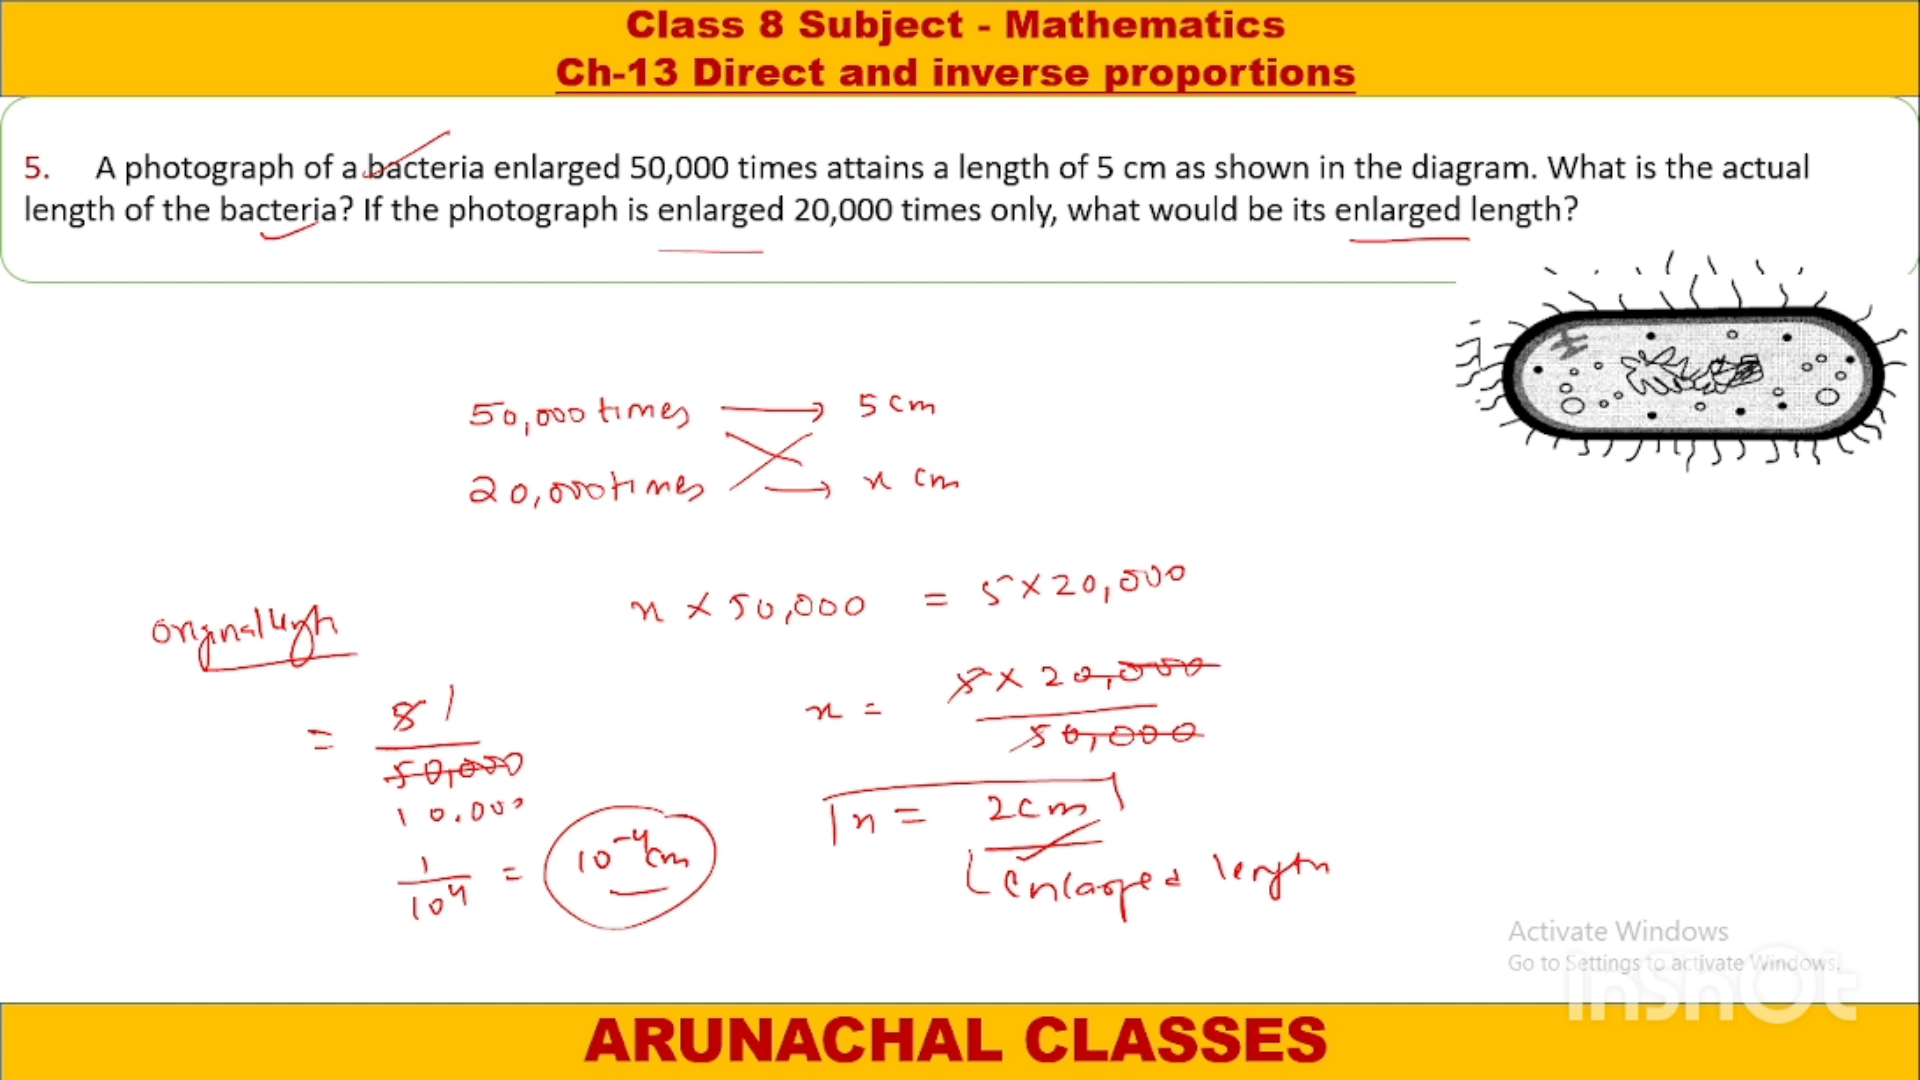 Class 8 Subject - Mathematics
Ch-13 Direct and inverse proportions
5. A photograph of a bacteria enlarged 50,000 times attains a length of 5 cm as shown in the diagram. What is the actual
length of the bacteria? If the photograph is enlarged 20,000 times only, what would be its enlarged length?
50,000 times → 5 cm
20,000 times → x cm
x × 50,000 = 5 × 20,000
Original
x = 5 × 20,000
50,000
= 5 1
50,000
10,000
1
10⁴
= 10⁻⁴ cm
x = 2 cm
enlarged length
Activate Windows
Go to Settings to activate Windows.
InShOt
ARUNACHAL CLASSES